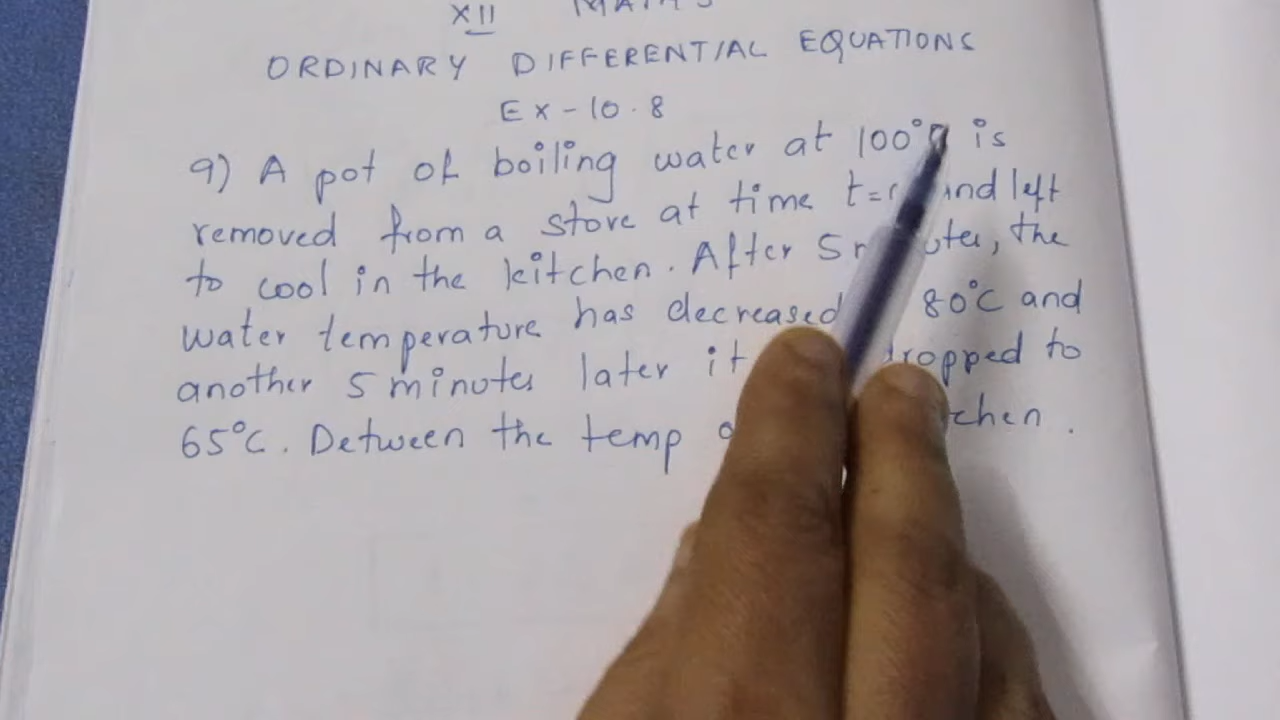 XII MATHS
ORDINARY DIFFERENTIAL EQUATIONS
Ex - 10.8
9) A pot of boiling water at 100° is
removed from a stove at time t= and left
to cool in the kitchen. After 5 the
water temperature has decreased 80°C and
another 5 minutes later it dropped to
65°C. Detween the temp